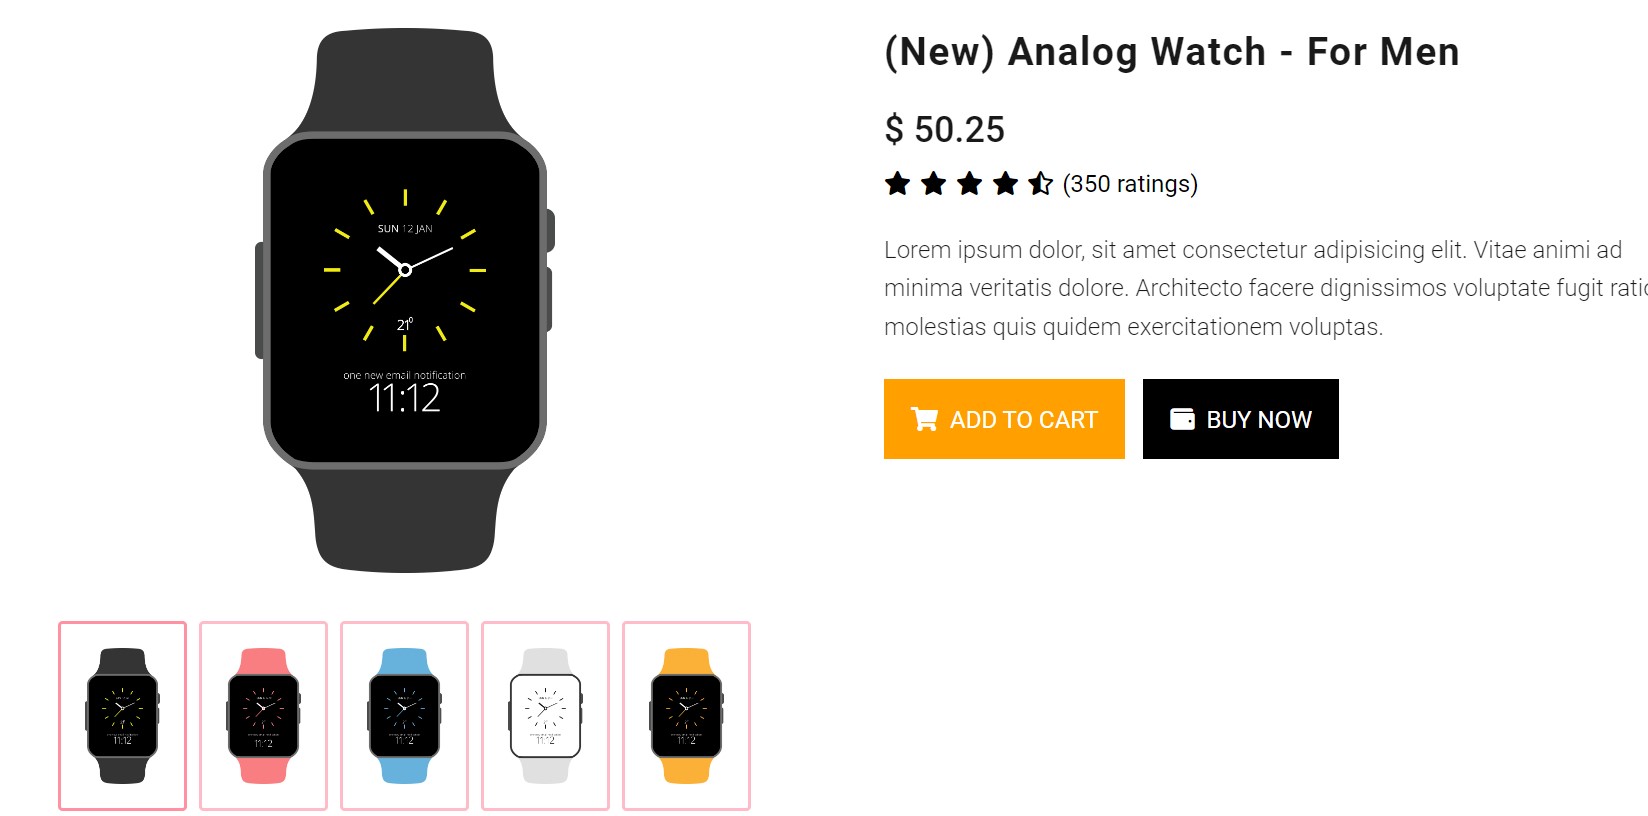 (New) Analog Watch - For Men
$ 50.25
(350 ratings)
Lorem ipsum dolor, sit amet consectetur adipisicing elit. Vitae animi ad
minima veritatis dolore. Architecto facere dignissimos voluptate fugit
molestias quis quidem exercitationem voluptas.
ADD TO CART
BUY NOW
SUN 12 JAN
21°
one new email notification
11:12
11:12
11:12
11:12
11:12
11:12